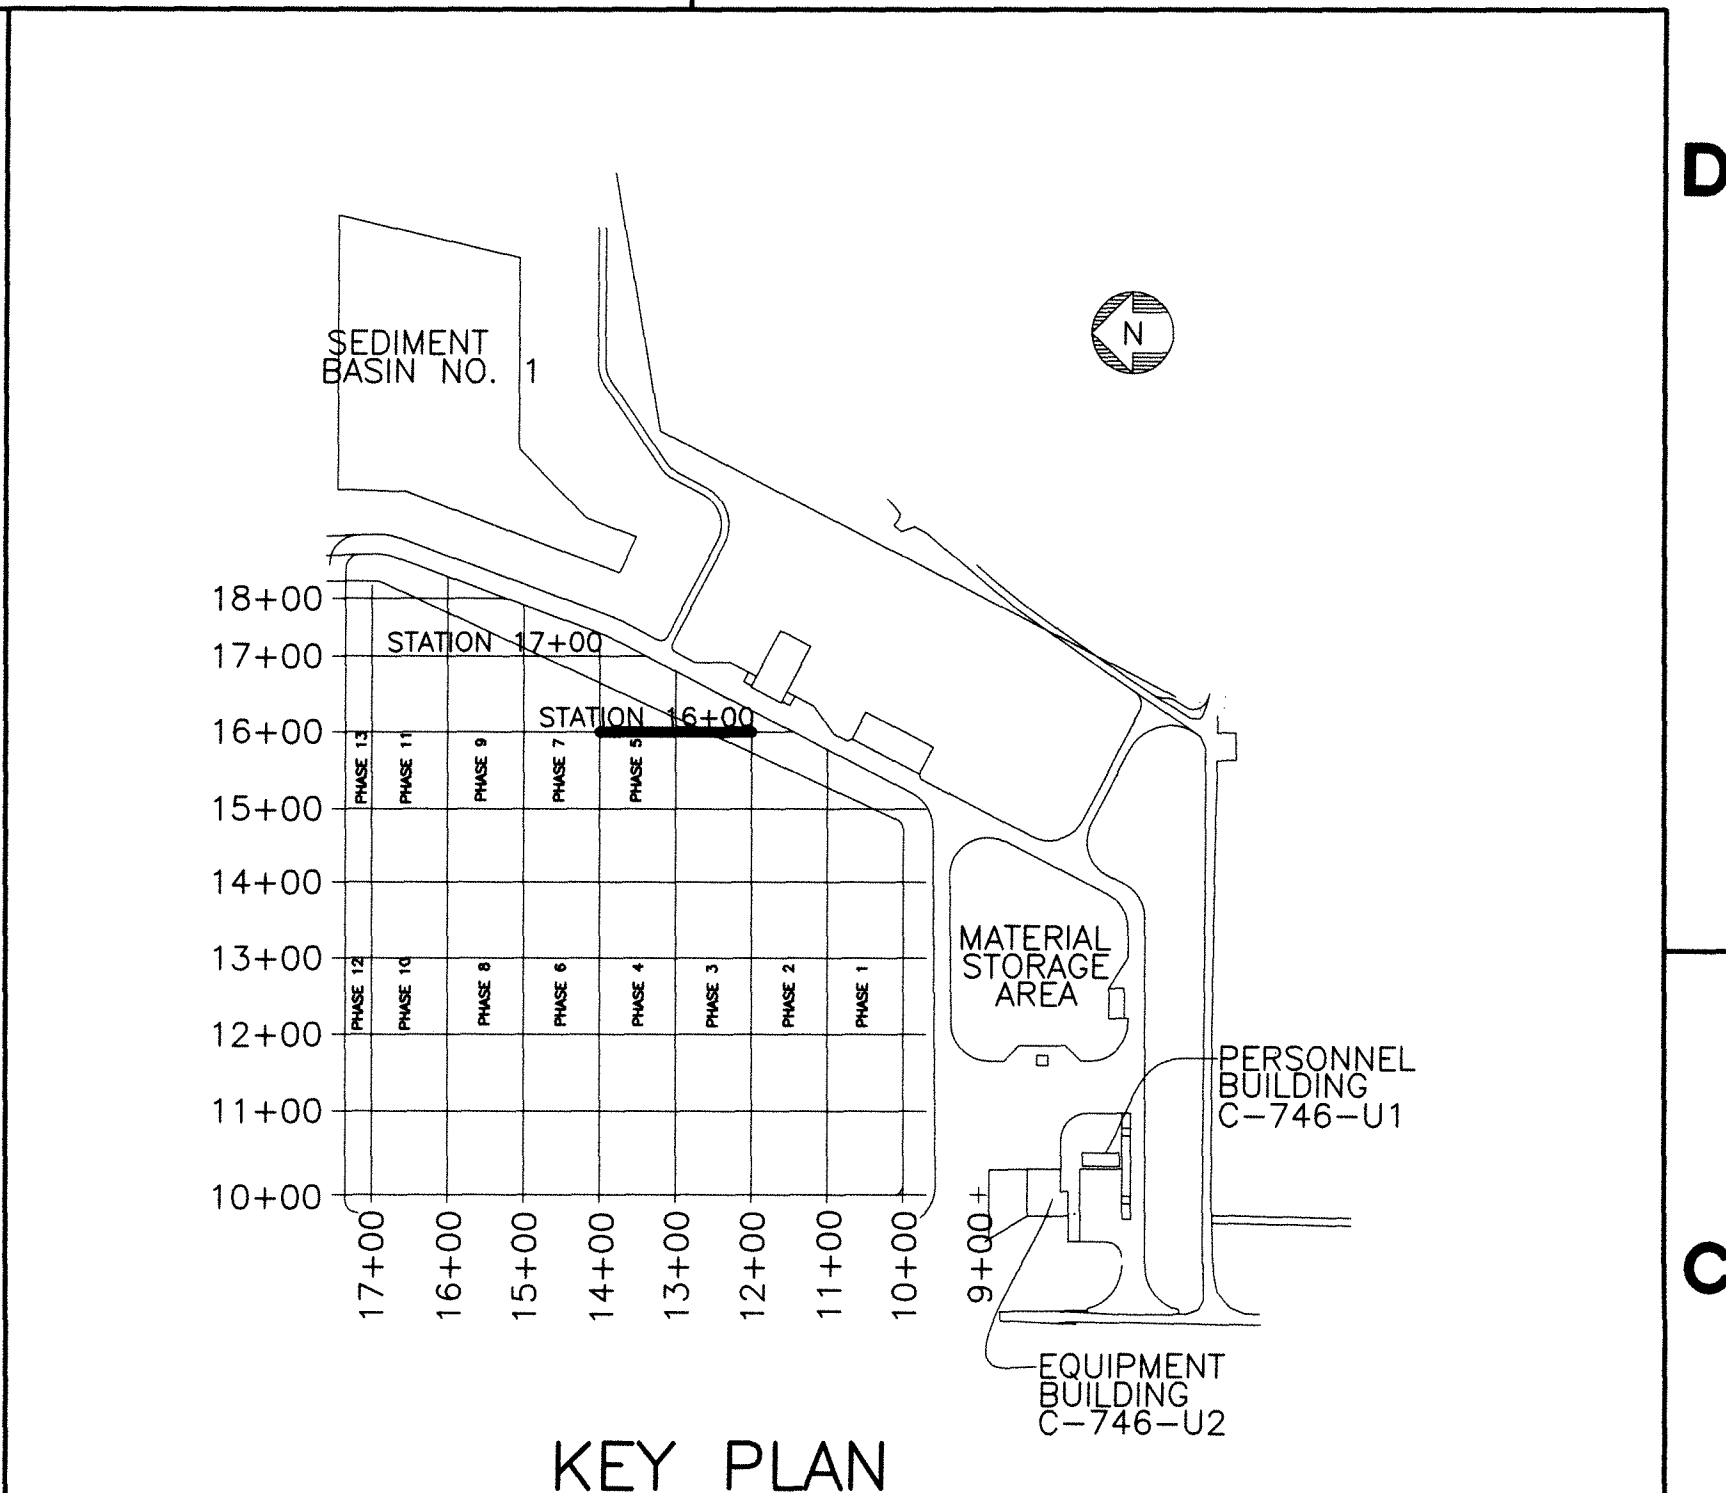 D
N
SEDIMENT
BASIN NO. 1
18+00
STATION 17+00
17+00
STATION 16+00
16+00
PHASE 13
PHASE 11
PHASE 9
PHASE 7
PHASE 5
15+00
14+00
MATERIAL
STORAGE
AREA
13+00
PHASE 12
PHASE 10
PHASE 8
PHASE 6
PHASE 4
PHASE 3
PHASE 2
PHASE 1
12+00
PERSONNEL
BUILDING
C-746-U1
11+00
10+00
17+00
16+00
15+00
14+00
13+00
12+00
11+00
10+00
9+00
C
EQUIPMENT
BUILDING
C-746-U2
KEY PLAN